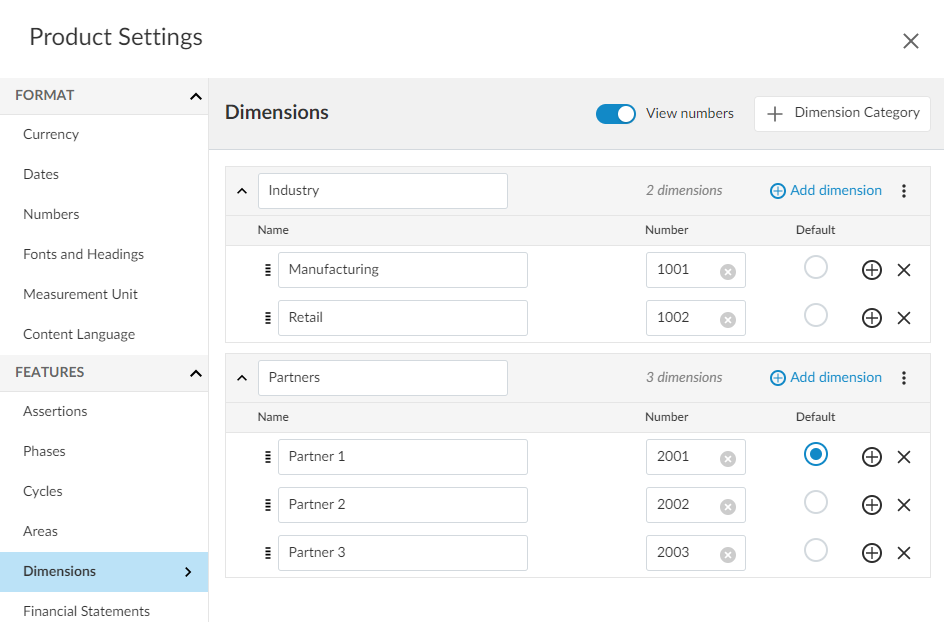 Product Settings
FORMAT
Currency
Dates
Numbers
Fonts and Headings
Measurement Unit
Content Language
FEATURES
Assertions
Phases
Cycles
Areas
Dimensions
Financial Statements
Dimensions
View numbers
Dimension Category
Industry
2 dimensions
Add dimension
Name Number Default
Manufacturing 1001
Retail 1002
Partners
3 dimensions
Add dimension
Name Number Default
Partner 1 2001
Partner 2 2002
Partner 3 2003